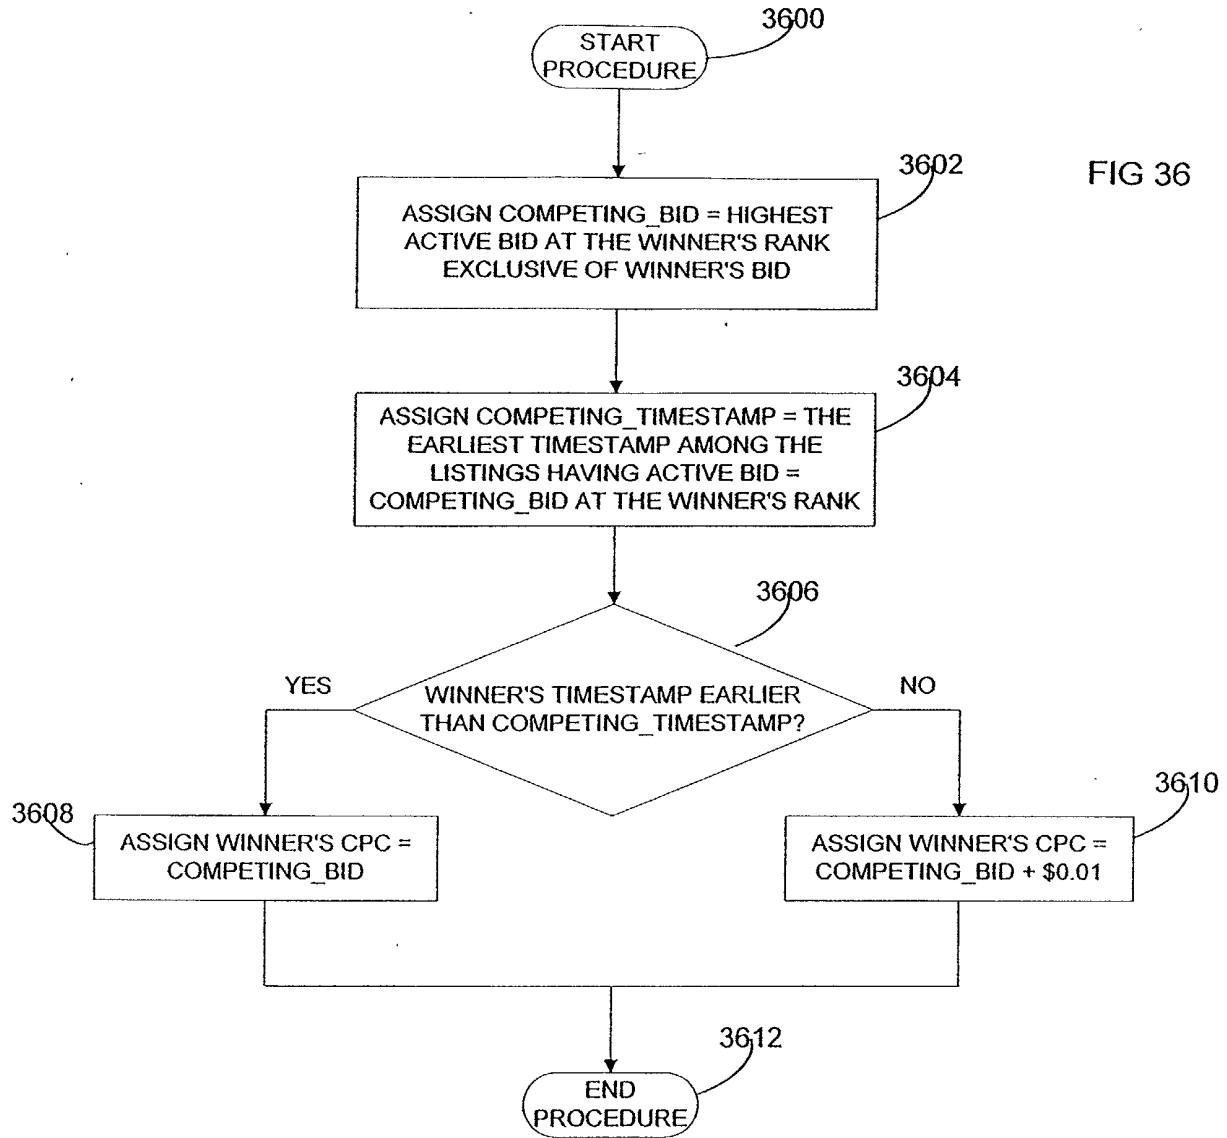 3600
START
PROCEDURE
3602
FIG 36
ASSIGN COMPETING_BID = HIGHEST
ACTIVE BID AT THE WINNER'S RANK
EXCLUSIVE OF WINNER'S BID
3604
ASSIGN COMPETING_TIMESTAMP = THE
EARLIEST TIMESTAMP AMONG THE
LISTINGS HAVING ACTIVE BID =
COMPETING_BID AT THE WINNER'S RANK
3606
YES
WINNER'S TIMESTAMP EARLIER
THAN COMPETING_TIMESTAMP?
NO
3608
ASSIGN WINNER'S CPC =
COMPETING_BID
3610
ASSIGN WINNER'S CPC =
COMPETING_BID + $0.01
3612
END
PROCEDURE